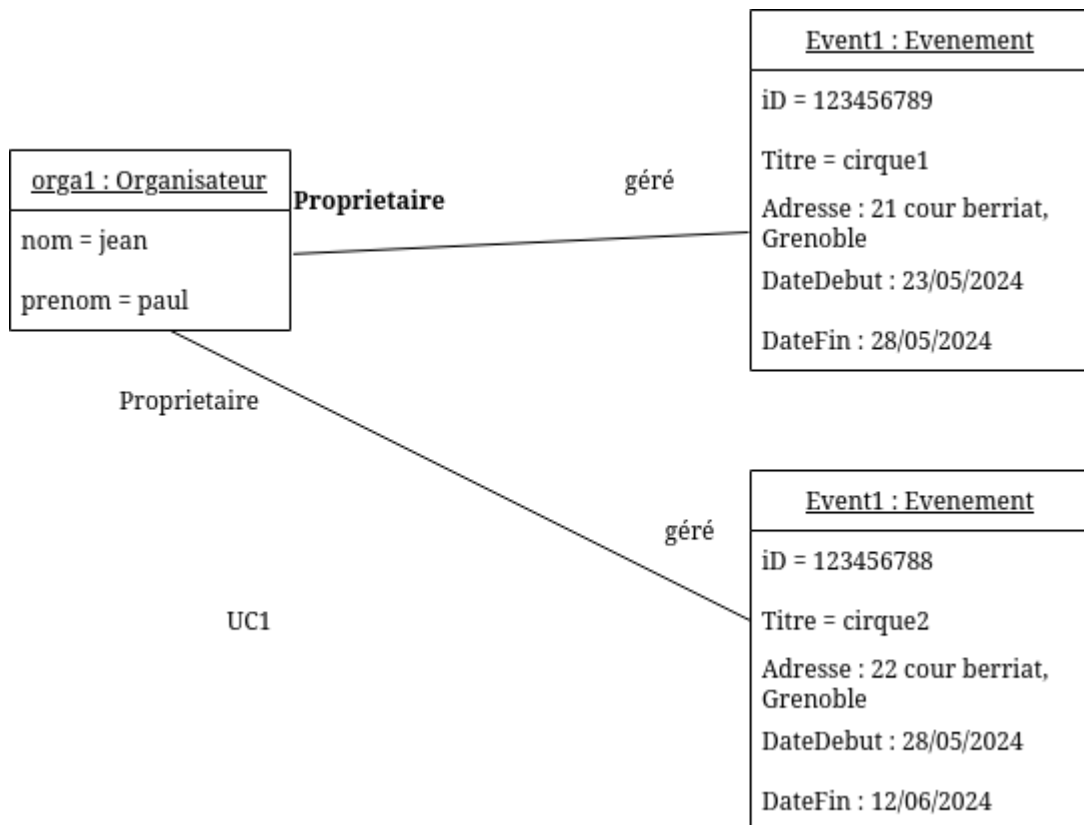 Event1 : Evenement
iD = 123456789
Titre = cirque1
Adresse : 21 cour berriat,
Grenoble
DateDebut : 23/05/2024
DateFin : 28/05/2024
orga1 : Organisateur
nom = jean
prenom = paul
Proprietaire
géré
Proprietaire
géré
UC1
Event1 : Evenement
iD = 123456788
Titre = cirque2
Adresse : 22 cour berriat,
Grenoble
DateDebut : 28/05/2024
DateFin : 12/06/2024